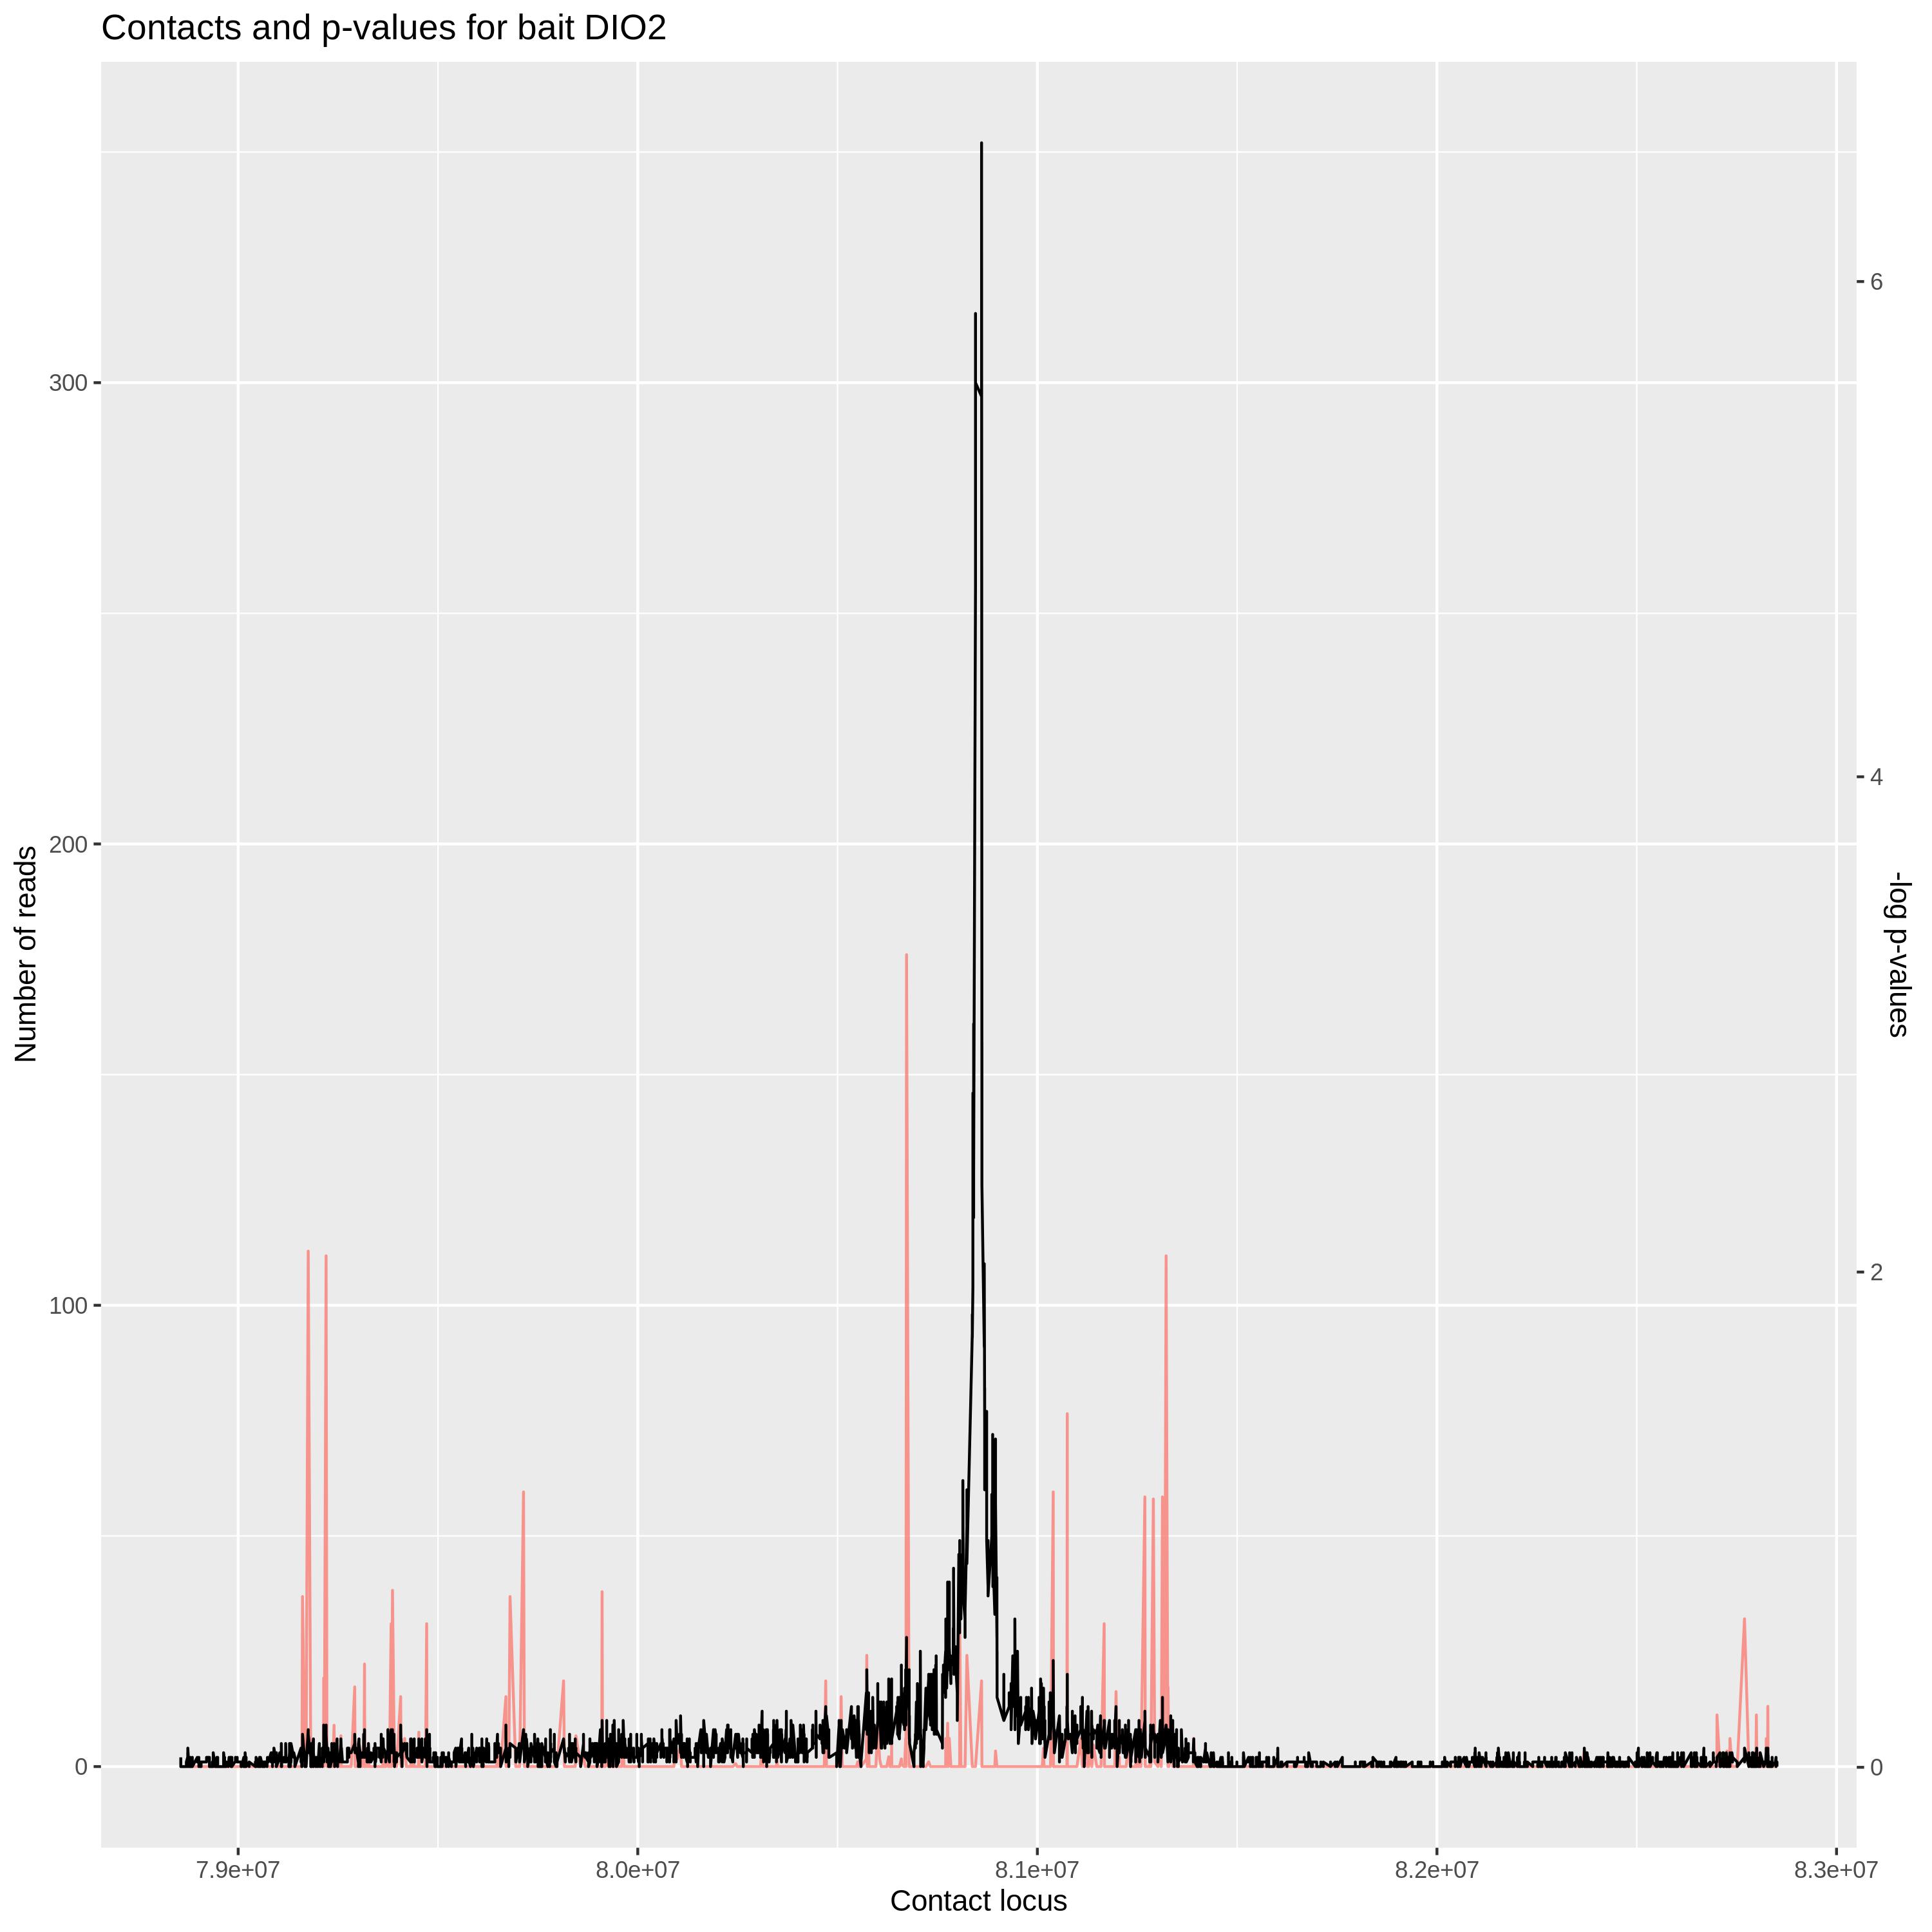 Contacts and p-values for bait DIO2
Number of reads
300
200
100
0
6
4
2
0
-log p-values
7.9e+07
8.0e+07
8.1e+07
8.2e+07
8.3e+07
Contact locus